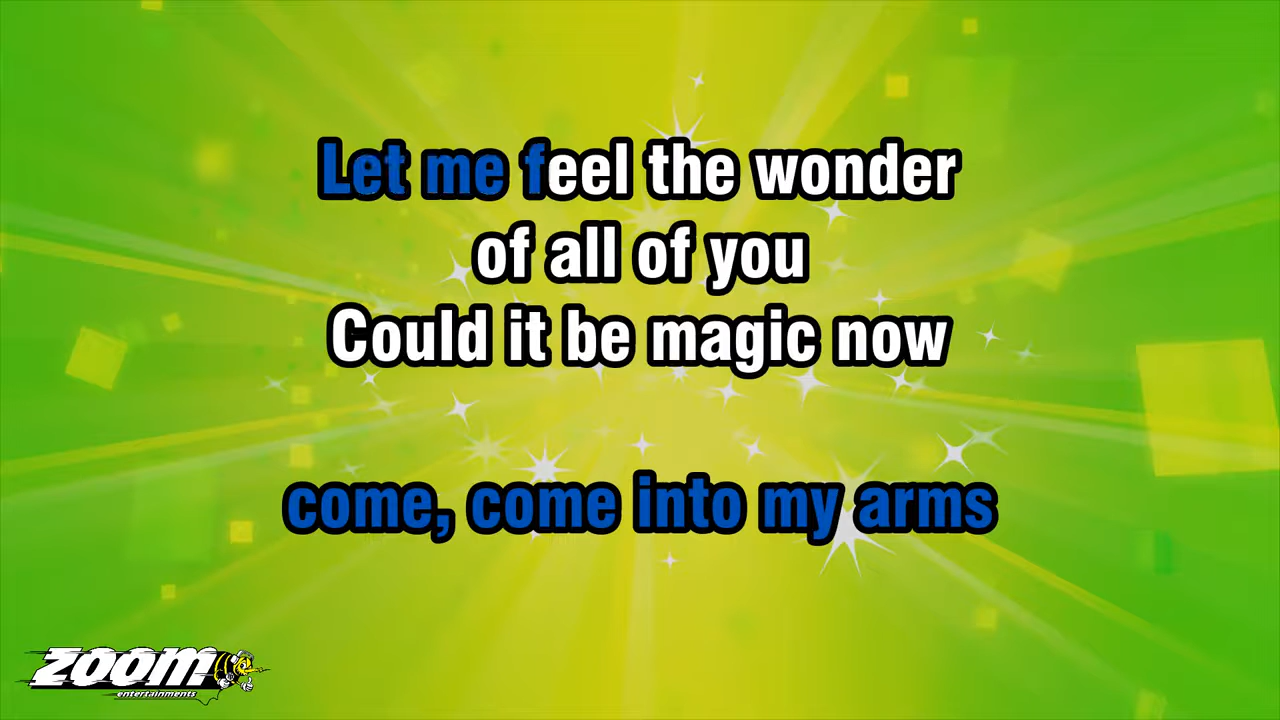 Let me feel the wonder
of all of you
Could it be magic now
come, come into my arms
ZOOM
entertainments